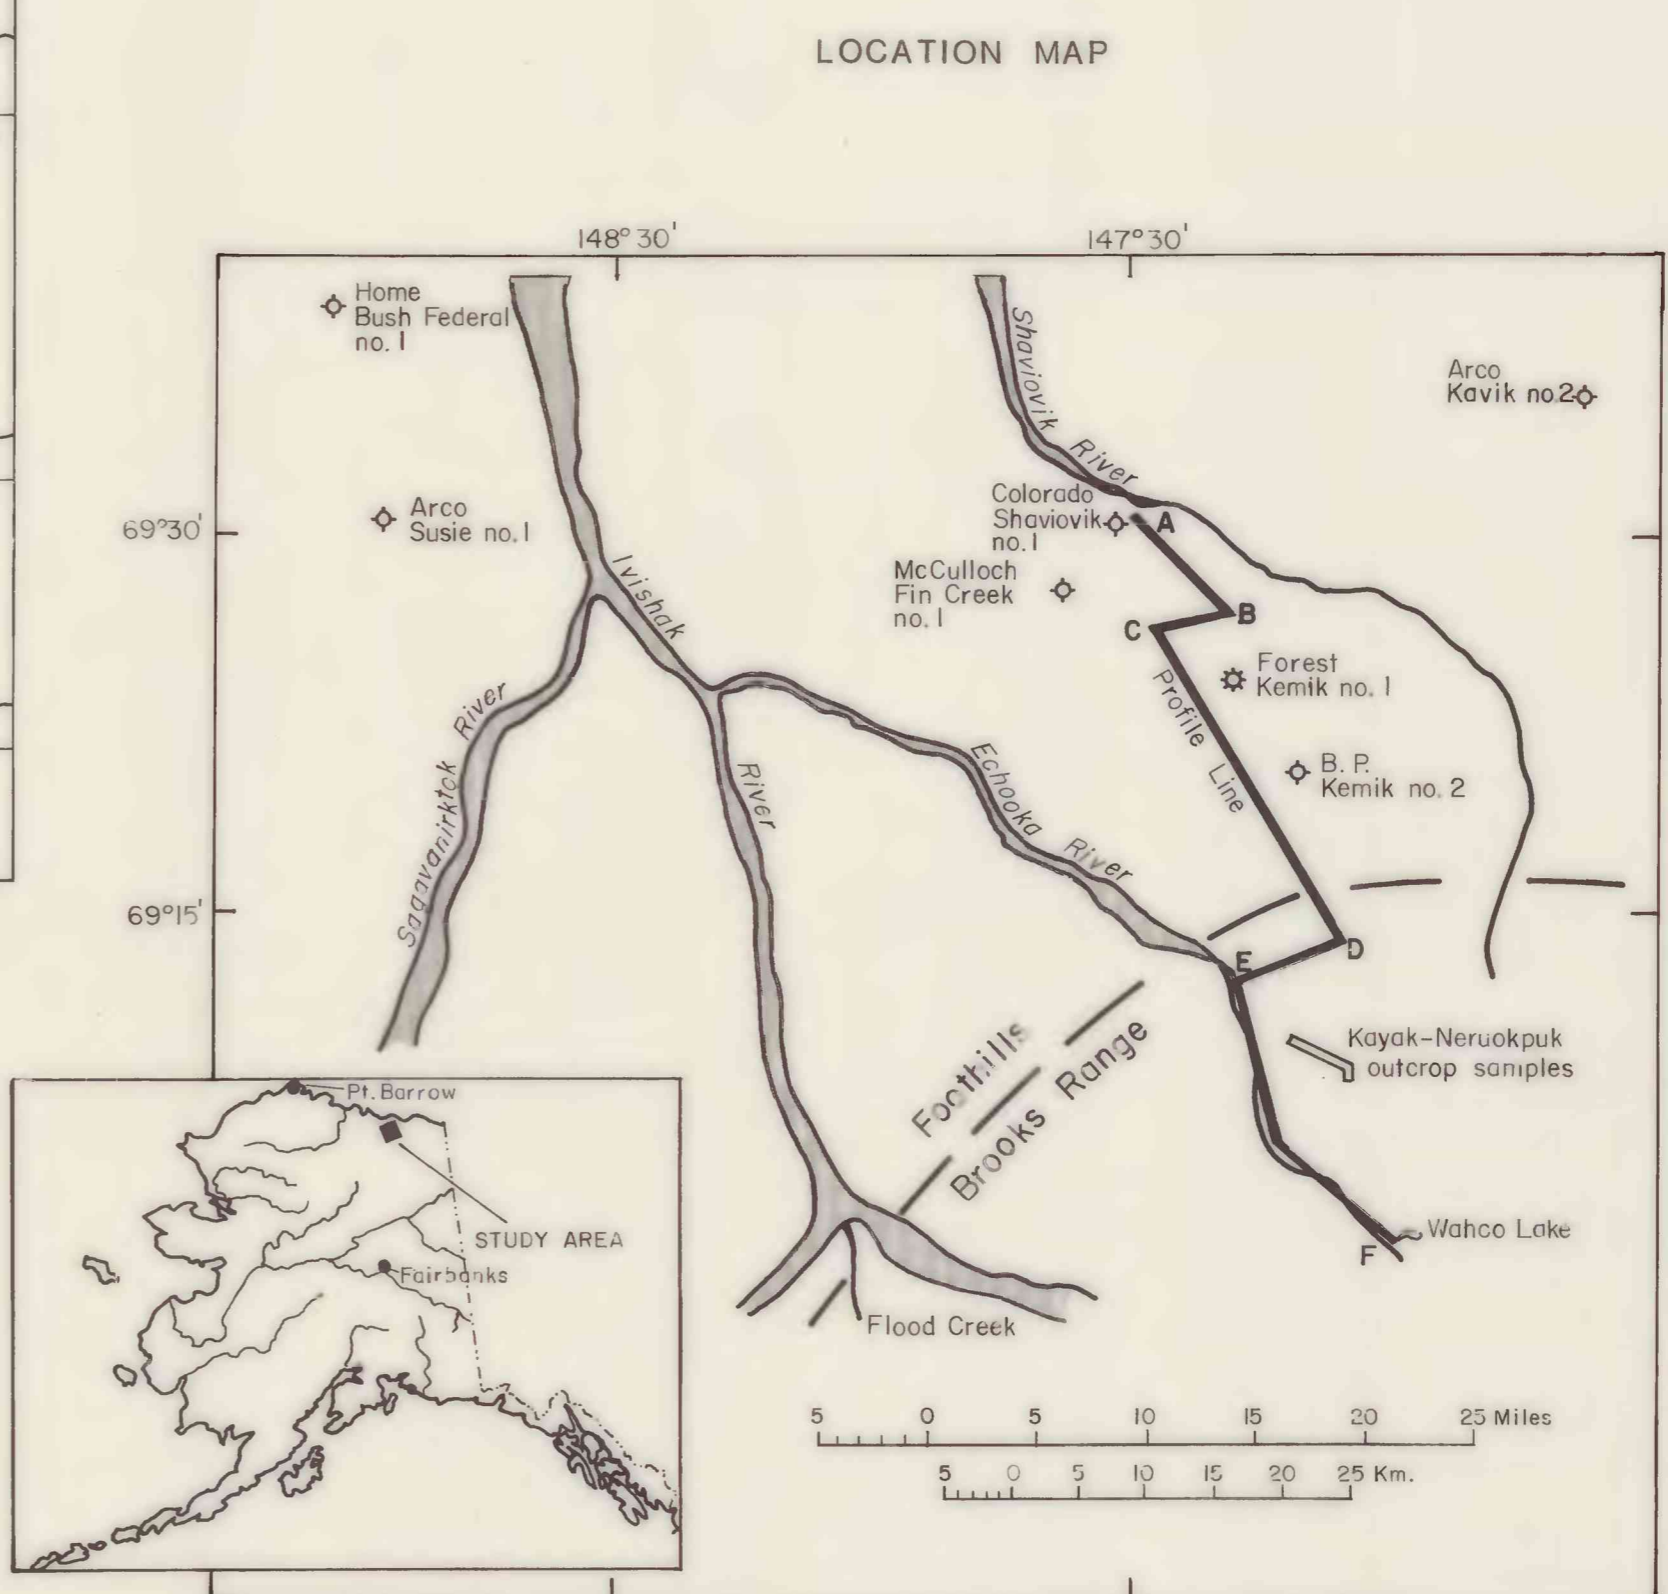 LOCATION MAP
148°30'
147°30'
Home
Bush Federal
no. 1
Shaviovik River
Arco
Kavik no 2
69°30'
Arco
Susie no. 1
Colorado
Shaviovik
no. 1
A
McCulloch
Fin Creek
no. 1
B
C
Ivishak
River
Forest
Kemik no. 1
Profile Line
B. P.
Kemik no. 2
Sagavanirktok River
Echooka River
69°15'
D
E
Foothills
Brooks Range
Kayak-Neruokpuk
outcrop samples
Wahco Lake
F
Flood Creek
Pt. Barrow
STUDY AREA
Fairbanks
5 0 5 10 15 20 25 Miles
5 0 5 10 15 20 25 Km.